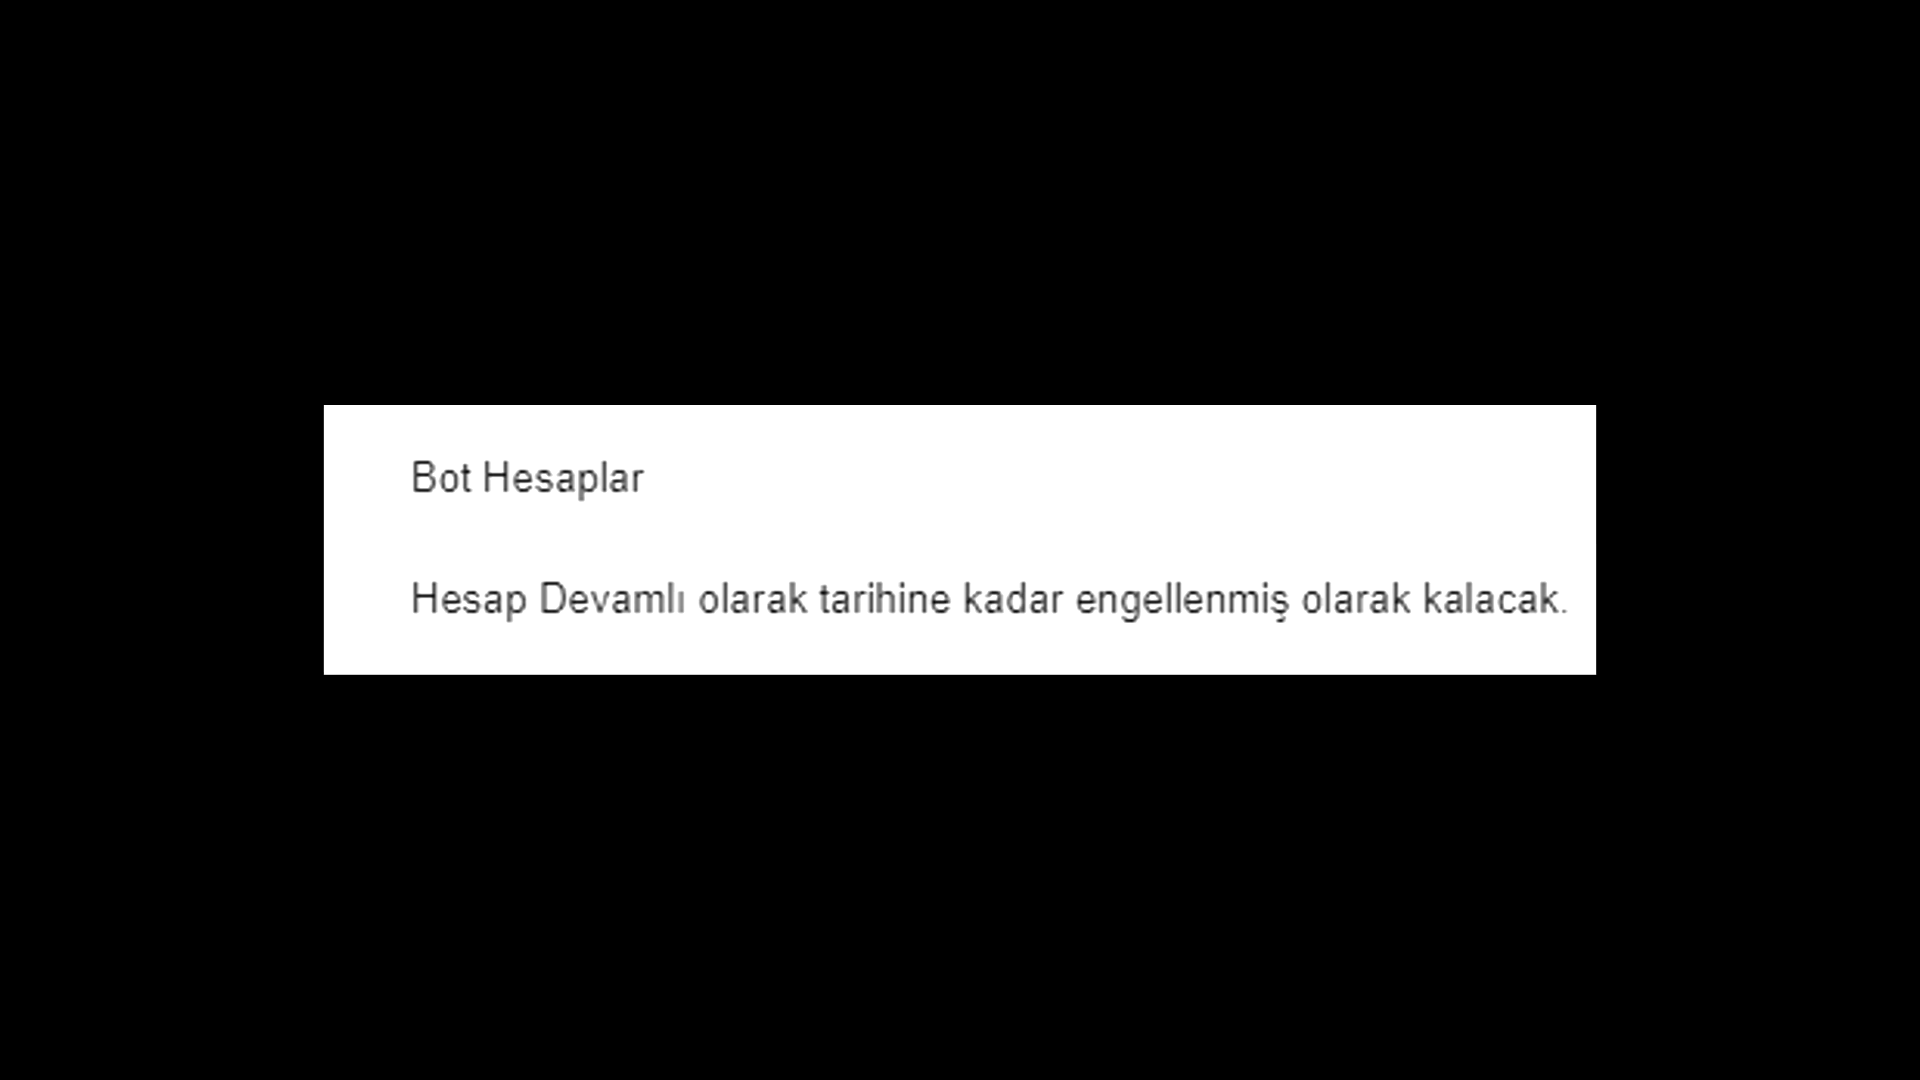 Bot Hesaplar
Hesap Devamlı olarak tarihine kadar engellenmiş olarak kalacak.